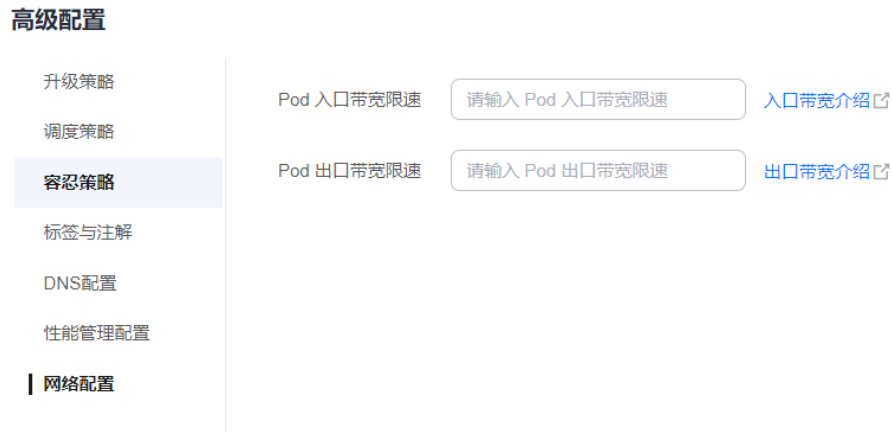 高级配置
升级策略
调度策略
容忍策略
标签与注解
DNS配置
性能管理配置
网络配置
Pod 入口带宽限速 请输入 Pod 入口带宽限速 入口带宽介绍
Pod 出口带宽限速 请输入 Pod 出口带宽限速 出口带宽介绍